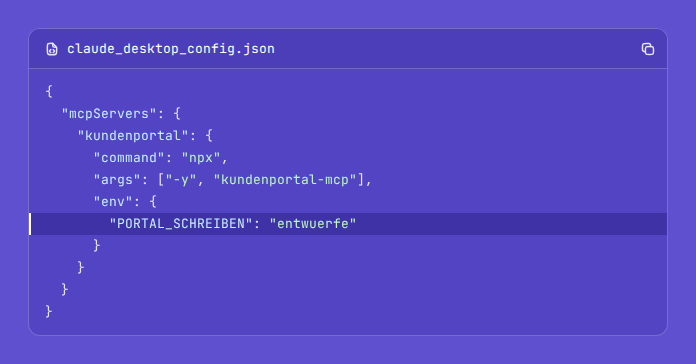 claude_desktop_config.json
{
  "mcpServers": {
    "kundenportal": {
      "command": "npx",
      "args": ["-y", "kundenportal-mcp"],
      "env": {
        "PORTAL_SCHREIBEN": "entwuerfe"
      }
    }
  }
}